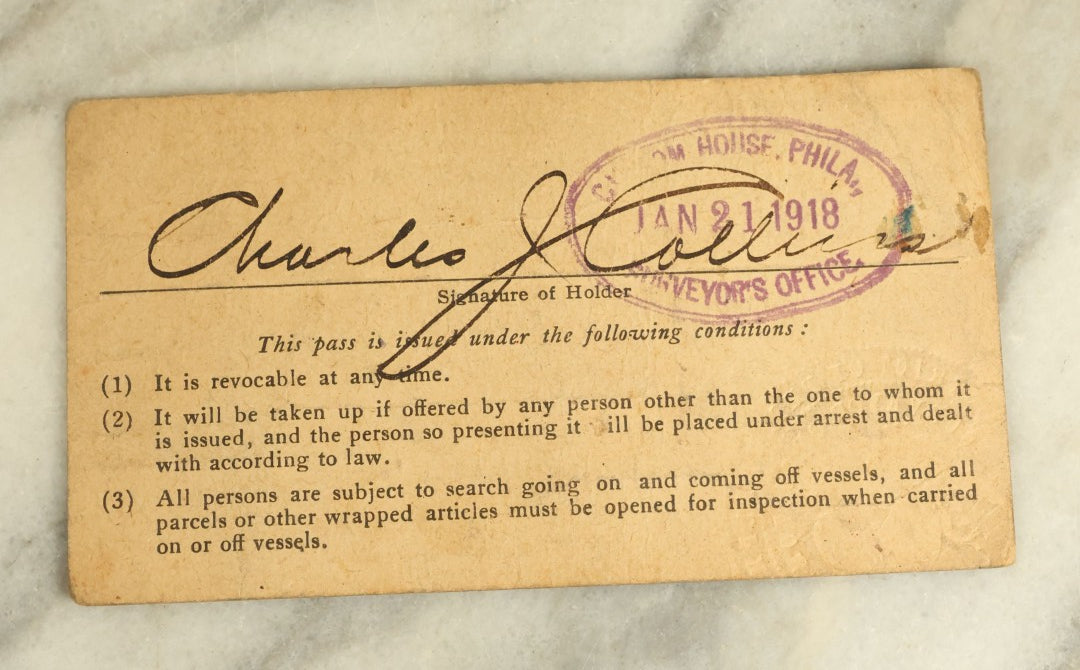 HOUSE, PHILA.,
JAN 21 1918
SURVEYOR'S OFFICE.
Charles J Collins
Signature of Holder
This pass is issued under the following conditions :
(1) It is revocable at any time.
(2) It will be taken up if offered by any person other than the one to whom it
is issued, and the person so presenting it ill be placed under arrest and dealt
with according to law.
(3) All persons are subject to search going on and coming off vessels, and all
parcels or other wrapped articles must be opened for inspection when carried
on or off vessels.